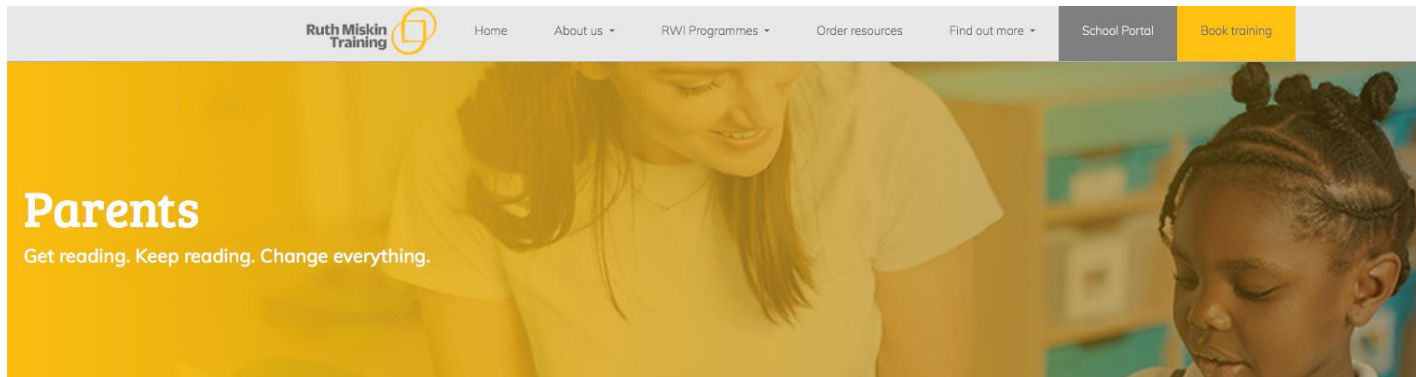 Ruth Miskin
Training
Home
About us
RWI Programmes
Order resources
Find out more
School Portal
Book training
Parents
Get reading. Keep reading. Change everything.